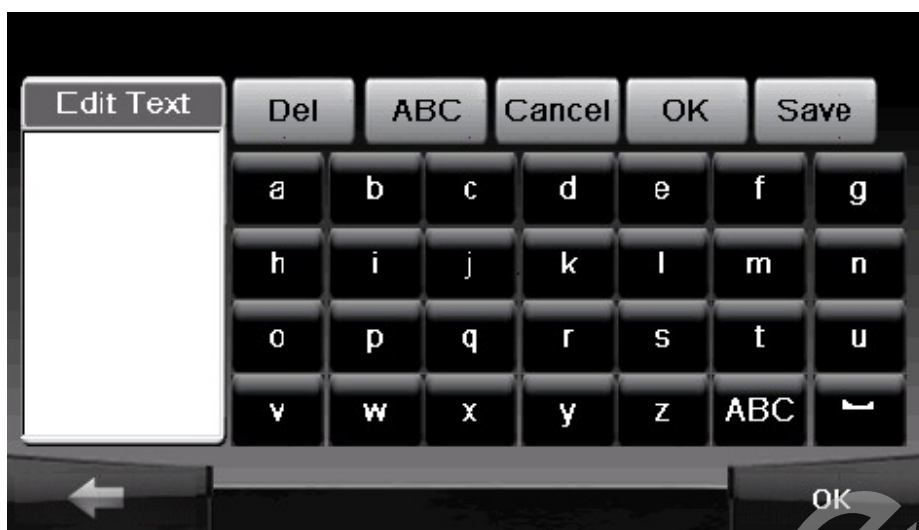 Edit Text Del ABC Cancel OK Save
a b c d e f g
h i j k l m n
o p q r s t u
v w x y z ABC
OK